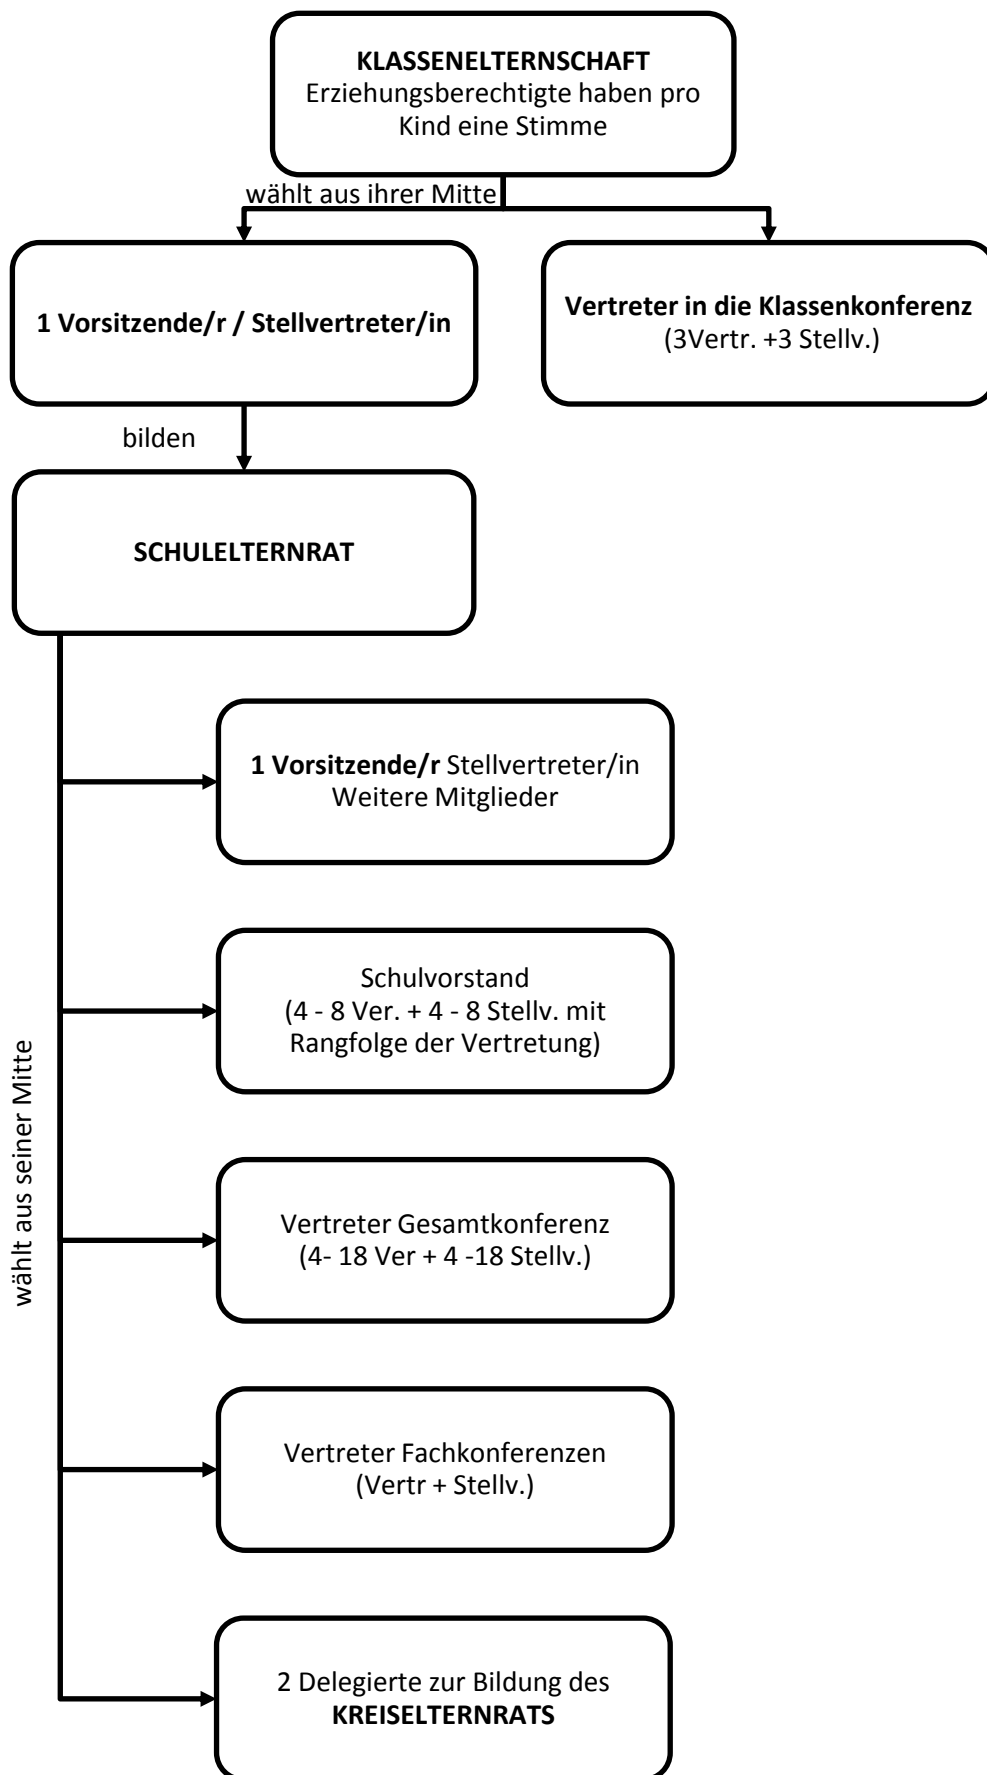 KLASSENELTERNSCHAFT
Erziehungsberechtigte haben pro
Kind eine Stimme
wählt aus ihrer Mitte
1 Vorsitzende/r / Stellvertreter/in
Vertreter in die Klassenkonferenz
(3Vertr. +3 Stellv.)
bilden
SCHULELTERNRAT
wählt aus seiner Mitte
1 Vorsitzende/r Stellvertreter/in
Weitere Mitglieder
Schulvorstand
(4 - 8 Ver. + 4 - 8 Stellv. mit
Rangfolge der Vertretung)
Vertreter Gesamtkonferenz
(4- 18 Ver + 4 -18 Stellv.)
Vertreter Fachkonferenzen
(Vertr + Stellv.)
2 Delegierte zur Bildung des
KREISELTERNRATS